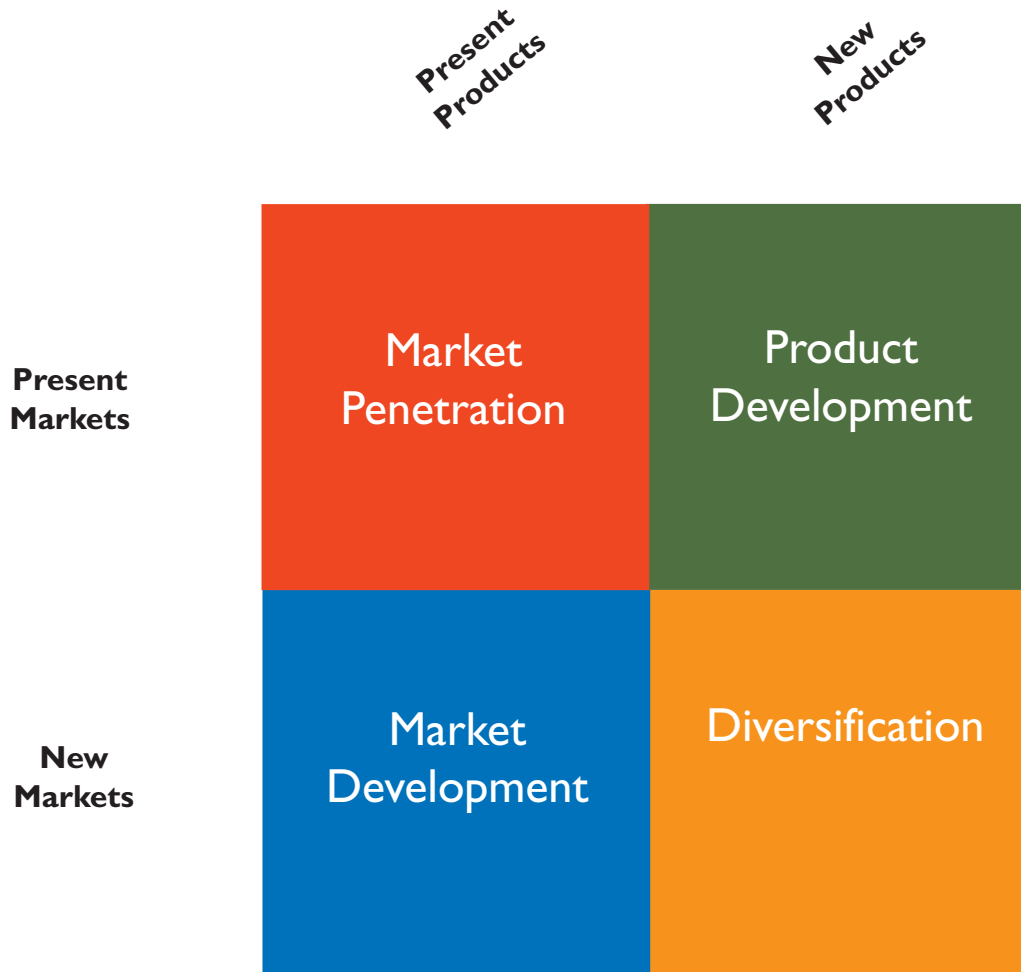 Present
Products
New
Products
Present
Markets
Market
Penetration
Product
Development
New
Markets
Market
Development
Diversification